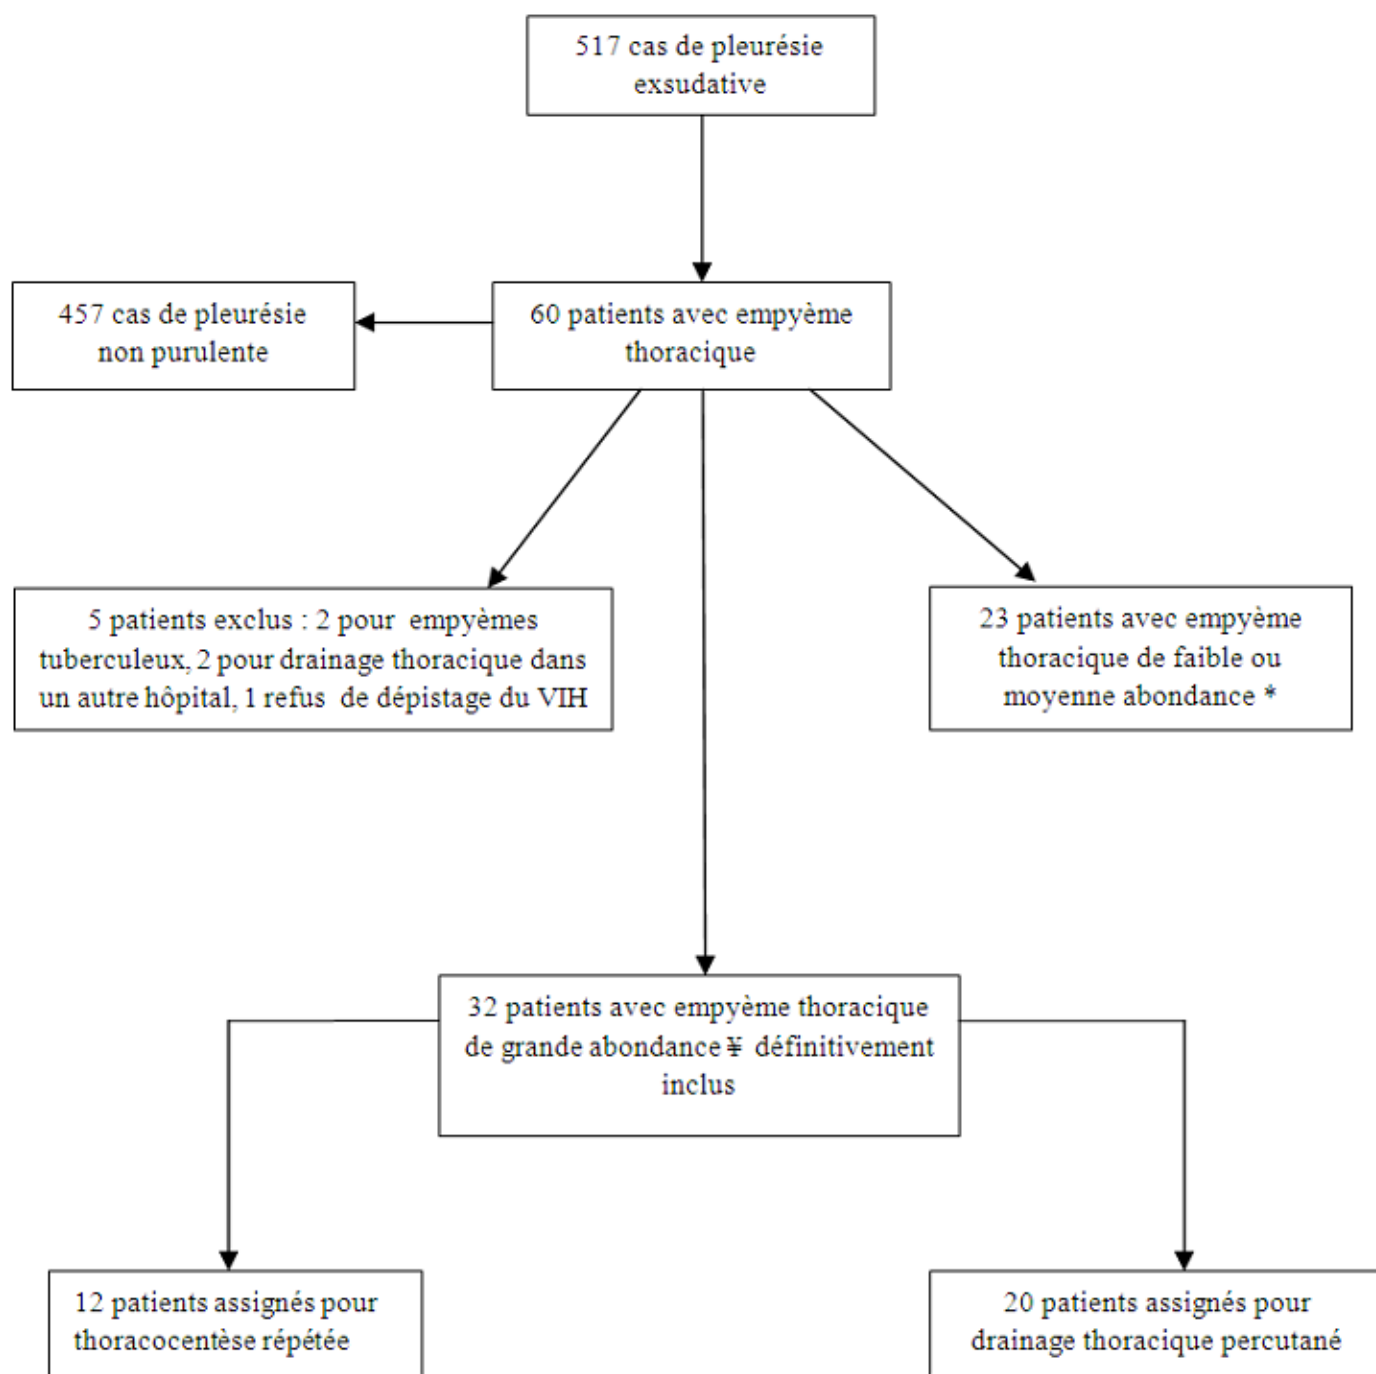 517 cas de pleurésie
exsudative
457 cas de pleurésie
non purulente
60 patients avec empyème
thoracique
5 patients exclus : 2 pour empyèmes
tuberculeux, 2 pour drainage thoracique dans
un autre hôpital, 1 refus de dépistage du VIH
23 patients avec empyème
thoracique de faible ou
moyenne abondance *
32 patients avec empyème thoracique
de grande abondance ¥ définitivement
inclus
12 patients assignés pour
thoracocentèse répétée
20 patients assignés pour
drainage thoracique percutané